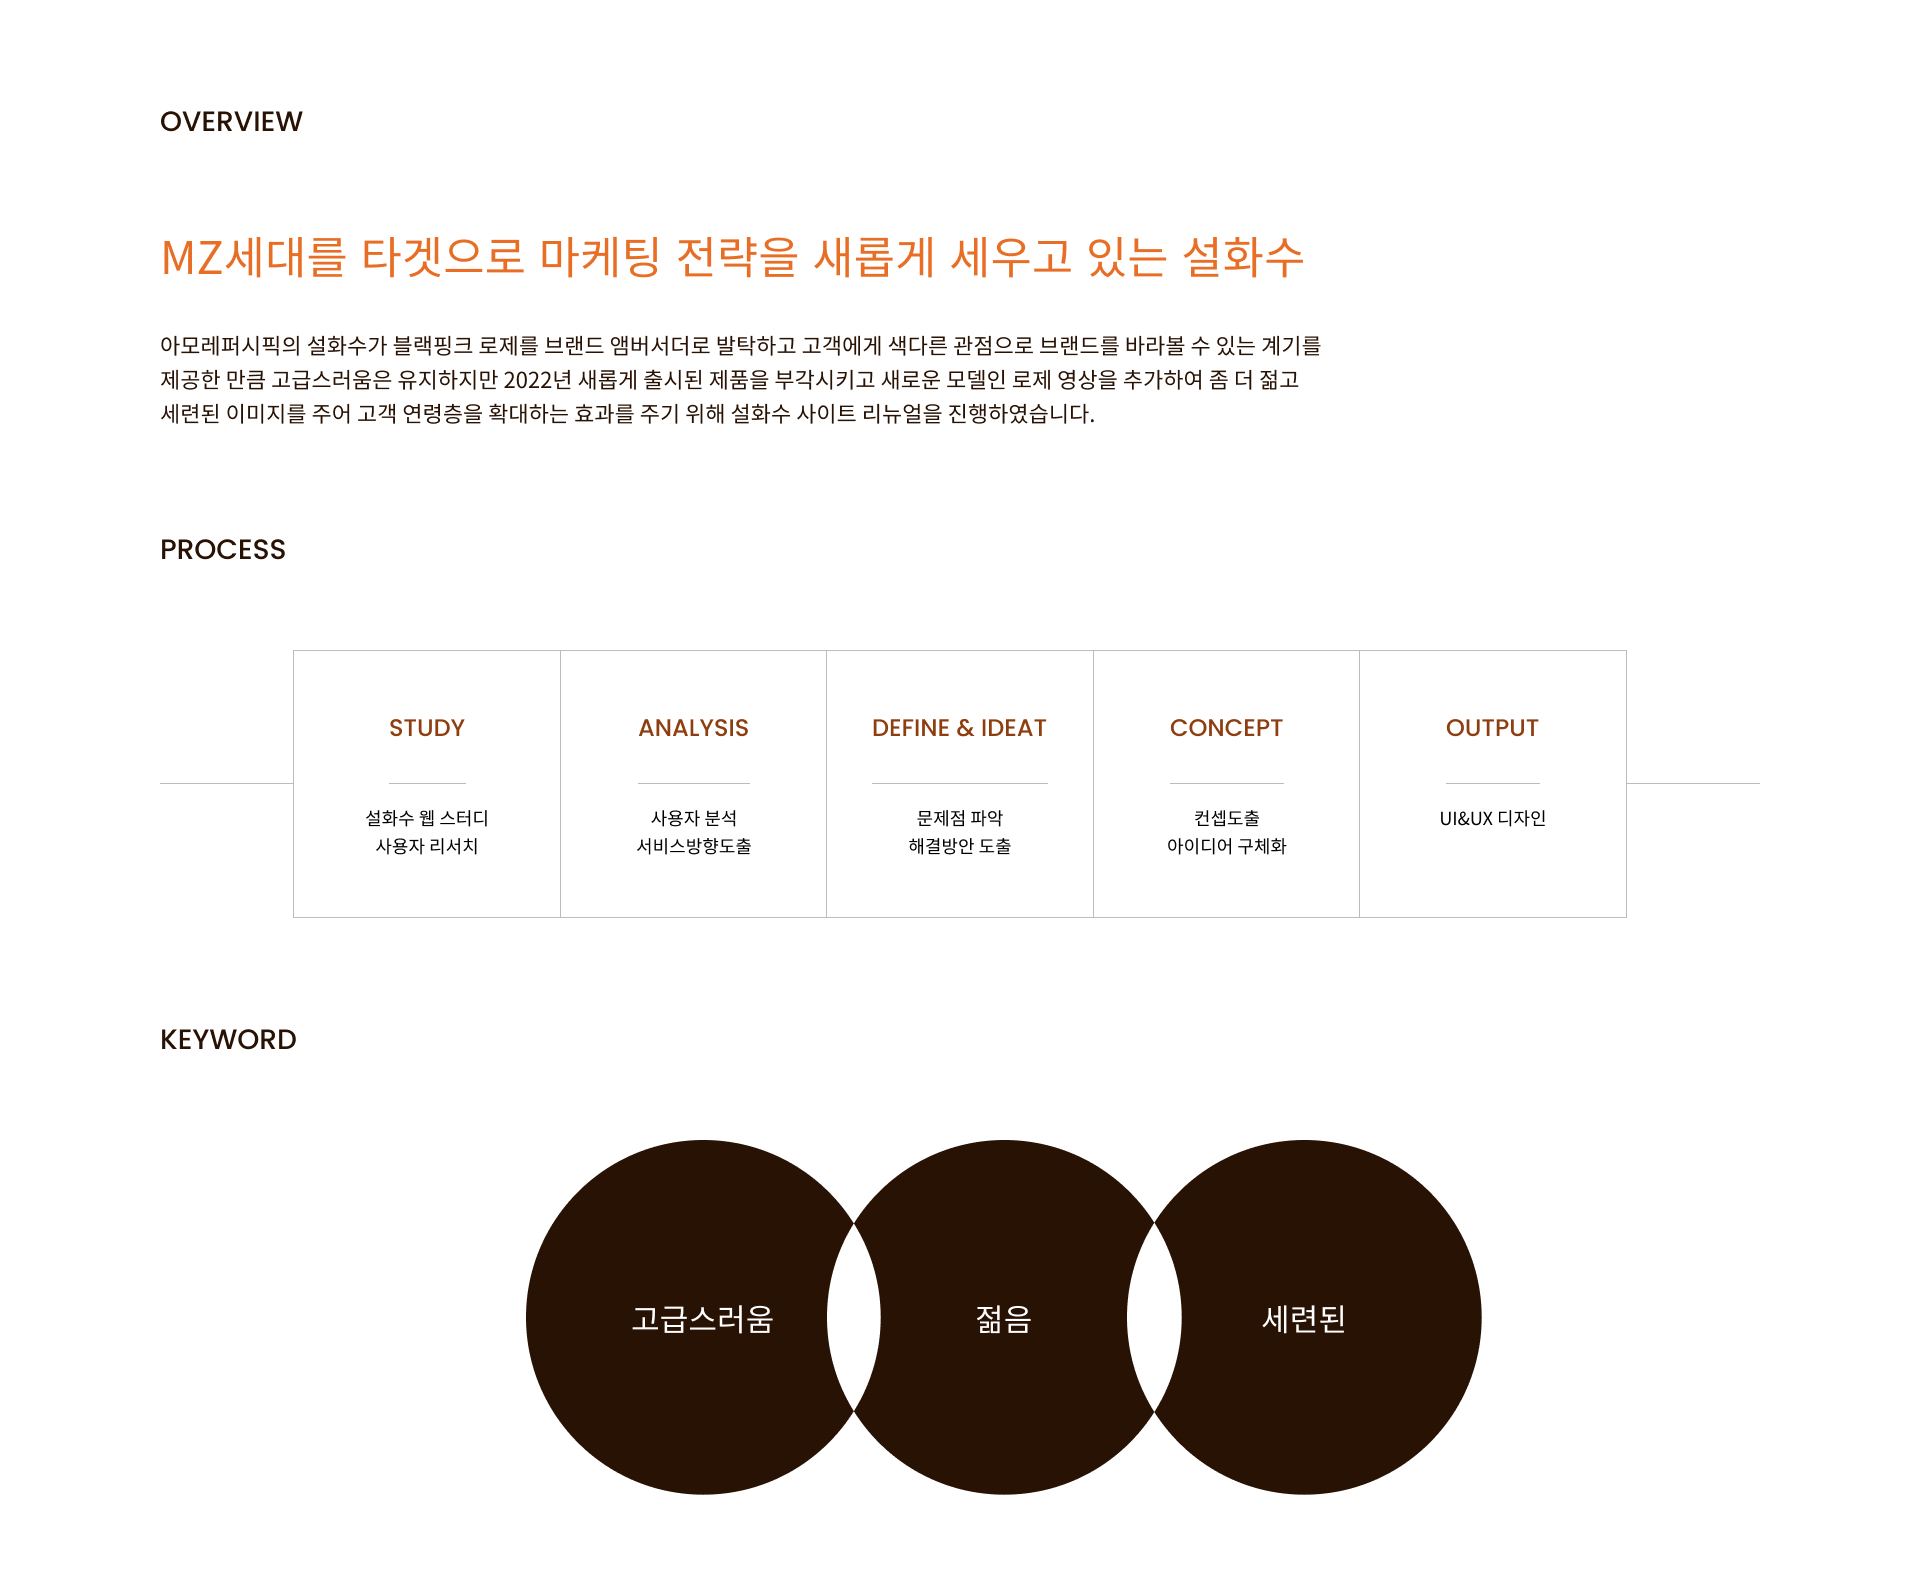 OVERVIEW
MZ세대를 타겟으로 마케팅 전략을 새롭게 세우고 있는 설화수
아모레퍼시픽의 설화수가 블랙핑크 로제를 브랜드 앰버서더로 발탁하고 고객에게 색다른 관점으로 브랜드를 바라볼 수 있는 계기를
제공한 만큼 고급스러움은 유지하지만 2022년 새롭게 출시된 제품을 부각시키고 새로운 모델인 로제 영상을 추가하여 좀 더 젊고
세련된 이미지를 주어 고객 연령층을 확대하는 효과를 주기 위해 설화수 사이트 리뉴얼을 진행하였습니다.
PROCESS
STUDY
설화수 웹 스터디
사용자 리서치
ANALYSIS
사용자 분석
서비스방향도출
DEFINE & IDEAT
문제점 파악
해결방안 도출
CONCEPT
컨셉도출
아이디어 구체화
OUTPUT
UI&UX 디자인
KEYWORD
고급스러움
젊음
세련된